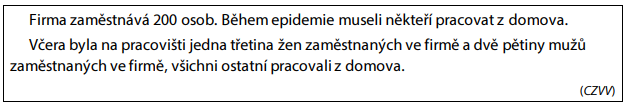 Firma zaměstnává 200 osob. Během epidemie museli někteří pracovat z domova.
Včera byla na pracovišti jedna třetina žen zaměstnaných ve firmě a dvě pětiny mužů
zaměstnaných ve firmě, všichni ostatní pracovali z domova.
(CZVV)